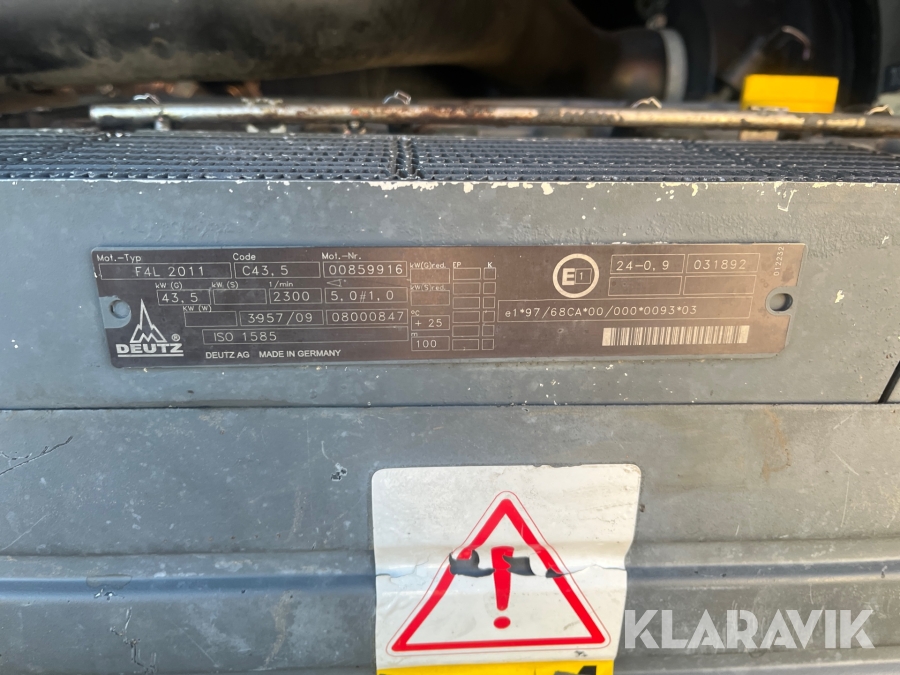 Mot.-Typ Code Mot.-Nr. kW(G)red. EP K
F4L 2011 C43,5 00859916
kW (G) kW (S) 1/min kW(S)red.
43,5 2300 5,0#1,0
kW (W) °C
3957/09 08000847 + 25
ISO 1585 m 100
DEUTZ ®
DEUTZ AG MADE IN GERMANY
E 1 24-0,9 031892
e1*97/68CA*00/000*0093*03
KLARAVIK